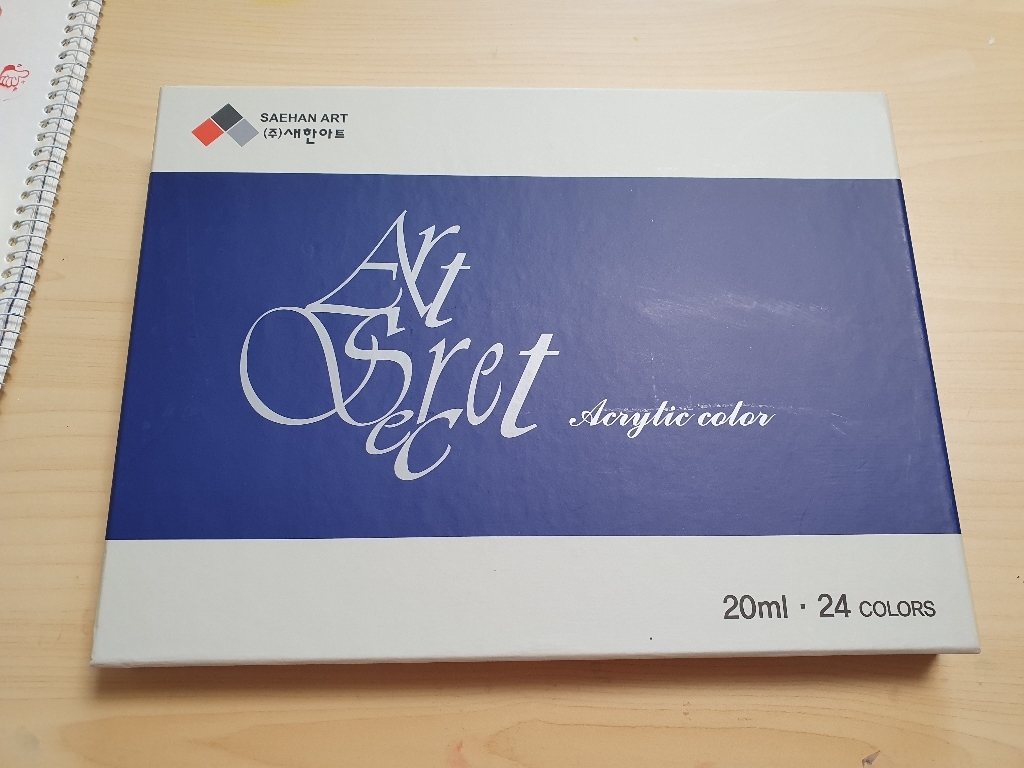 SAEHAN ART
(주)새한아트
Art
Secret
Acrylic color
20ml · 24 COLORS